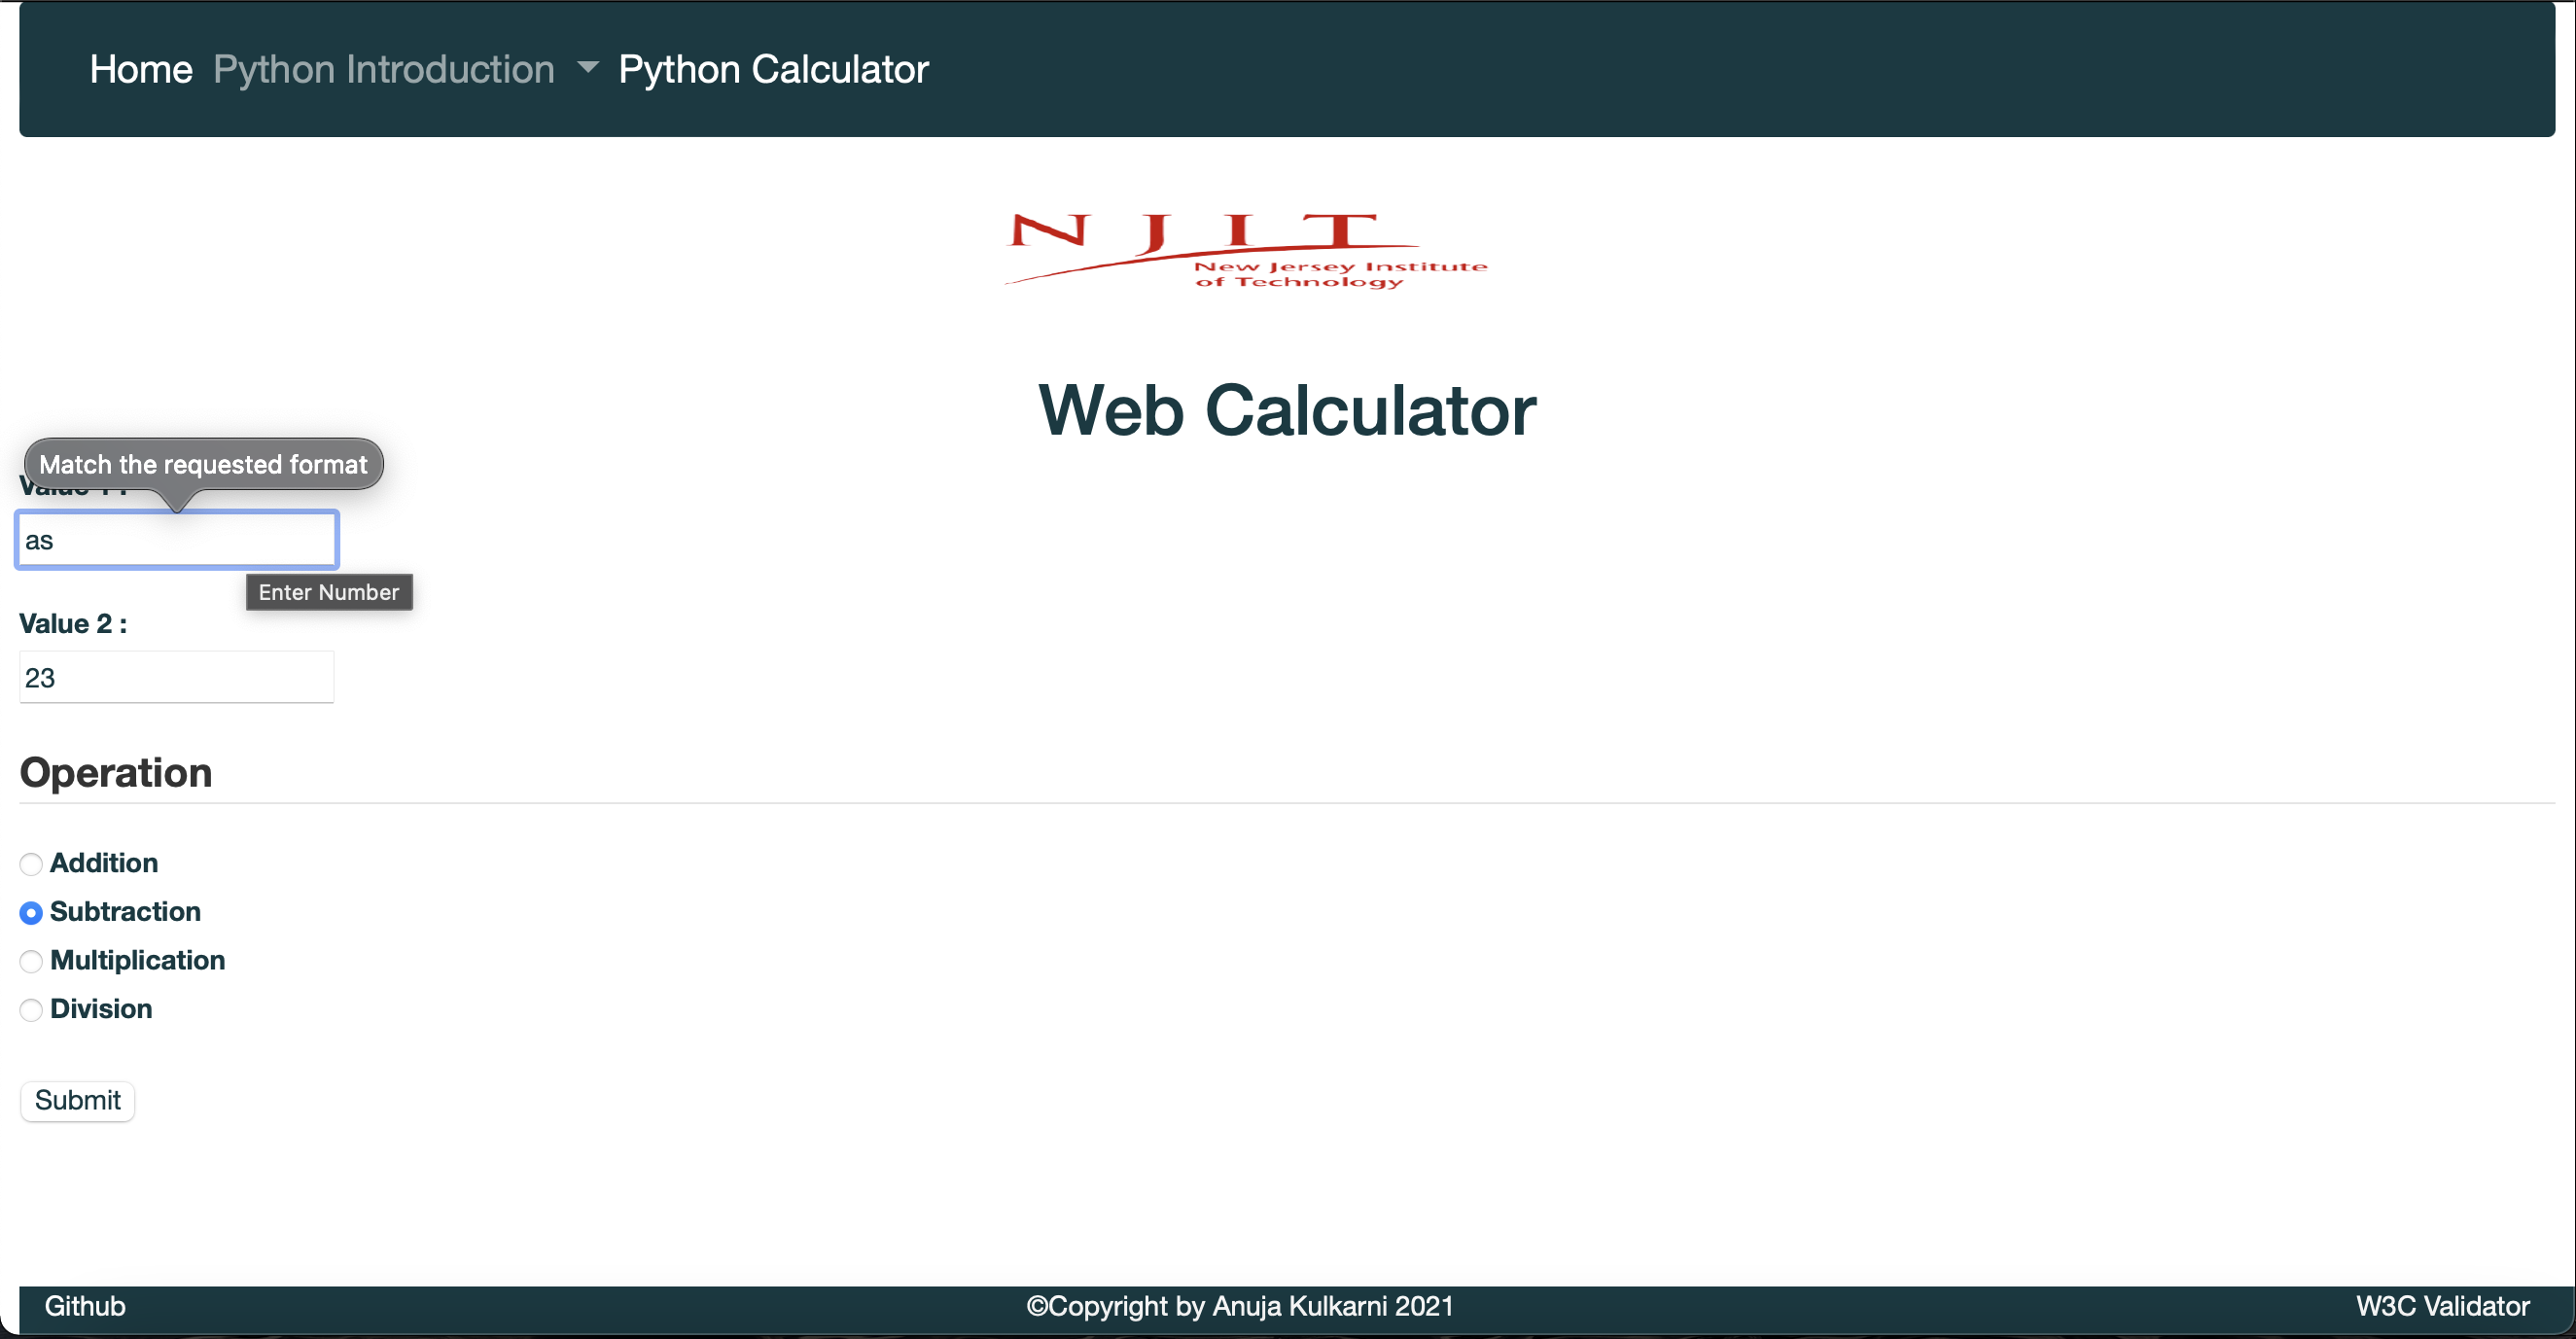 Home Python Introduction Python Calculator
N J I T
New Jersey Institute
of Technology
Web Calculator
Match the requested format
Value 1 :
as
Enter Number
Value 2 :
23
Operation
Addition
Subtraction
Multiplication
Division
Submit
Github ©Copyright by Anuja Kulkarni 2021 W3C Validator